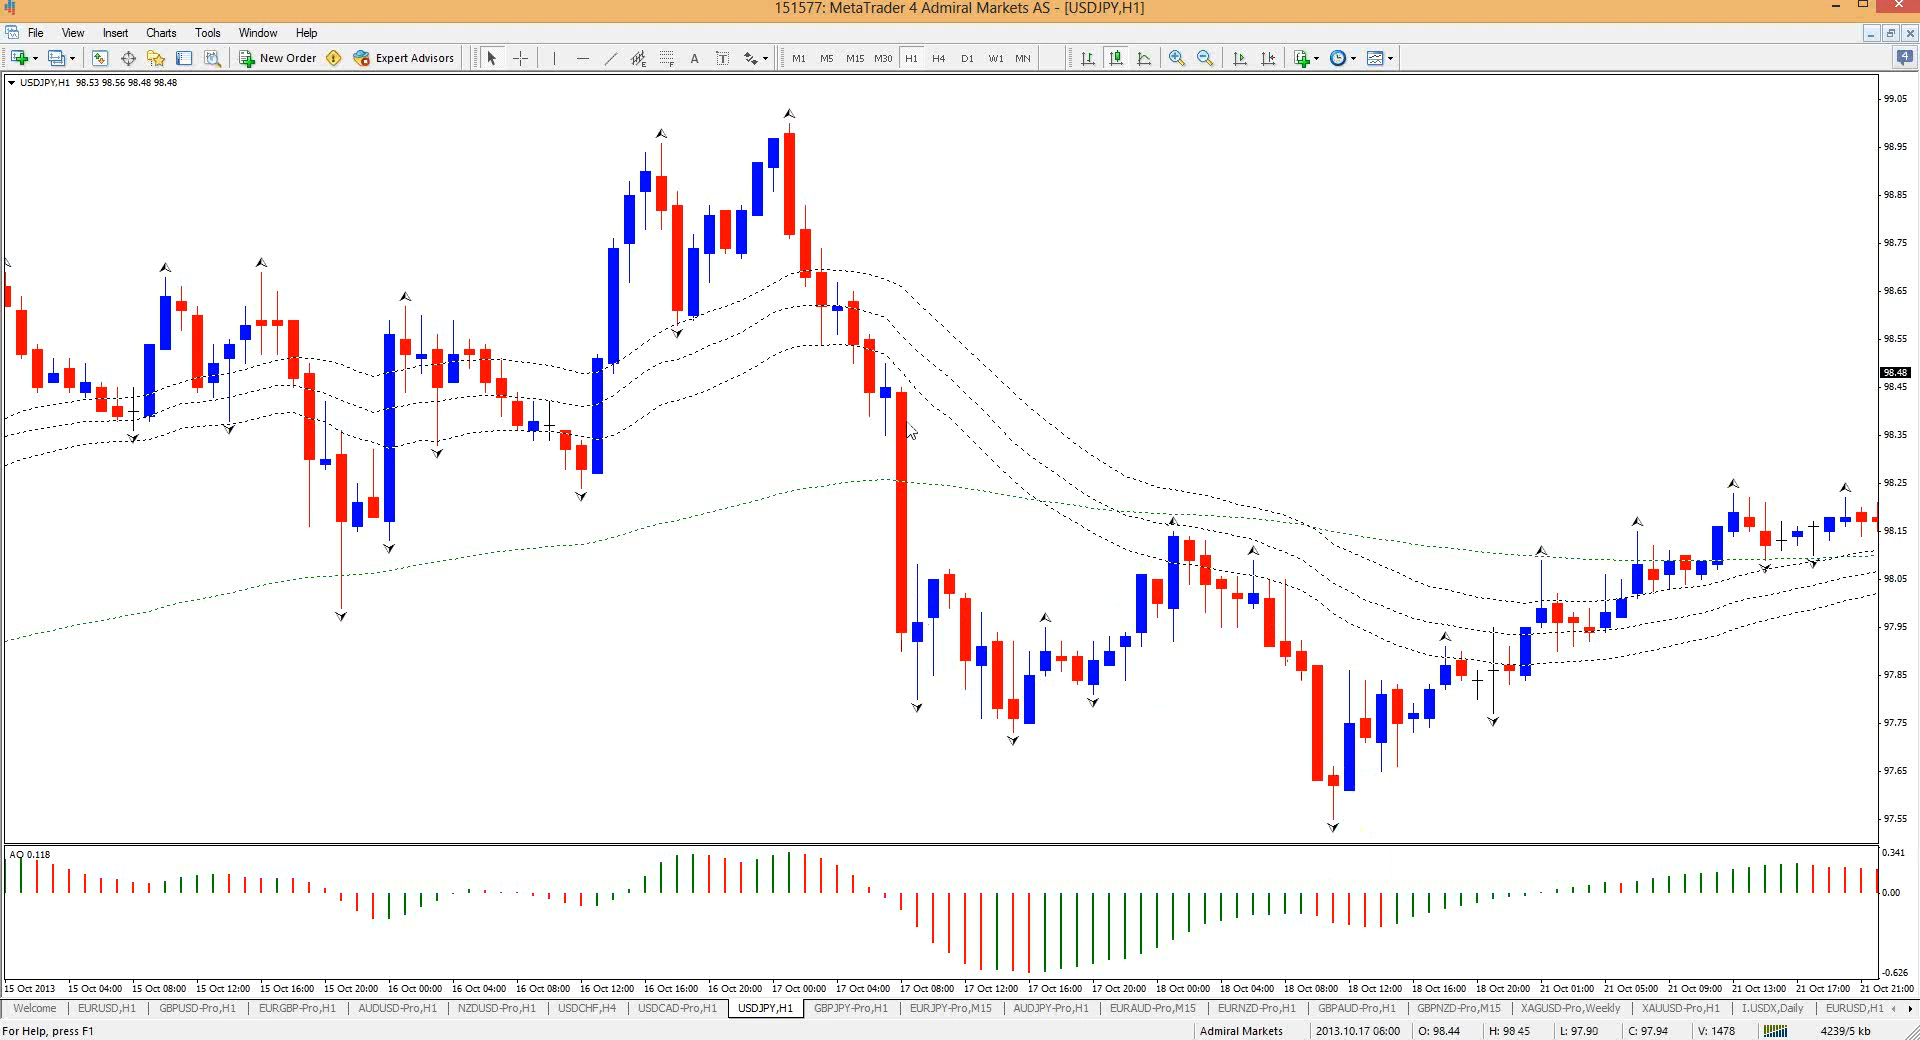 151577: MetaTrader 4 Admiral Markets AS - [USDJPY,H1]
File View Insert Charts Tools Window Help
New Order Expert Advisors A T M1 M5 M15 M30 H1 H4 D1 W1 MN 4
USDJPY,H1 98.53 98.56 98.48 98.48
99.05
98.95
98.85
98.75
98.65
98.55
98.48
98.45
98.35
98.25
98.15
98.05
97.95
97.85
97.75
97.65
97.55
AO 0.118
0.341
0.00
-0.626
15 Oct 2013 15 Oct 04:00 15 Oct 08:00 15 Oct 12:00 15 Oct 16:00 15 Oct 20:00 16 Oct 00:00 16 Oct 04:00 16 Oct 08:00 16 Oct 12:00 16 Oct 16:00 16 Oct 20:00 17 Oct 00:00 17 Oct 04:00 17 Oct 08:00 17 Oct 12:00 17 Oct 16:00 17 Oct 20:00 18 Oct 00:00 18 Oct 04:00 18 Oct 08:00 18 Oct 12:00 18 Oct 16:00 18 Oct 20:00 21 Oct 01:00 21 Oct 05:00 21 Oct 09:00 21 Oct 13:00 21 Oct 17:00 21 Oct 21:00
Welcome EURUSD,H1 GBPUSD-Pro,H1 EURGBP-Pro,H1 AUDUSD-Pro,H1 NZDUSD-Pro,H1 USDCHF,H4 USDCAD-Pro,H1 USDJPY,H1 GBPJPY-Pro,H1 EURJPY-Pro,M15 AUDJPY-Pro,H1 EURAUD-Pro,M15 EURNZD-Pro,H1 GBPAUD-Pro,H1 GBPNZD-Pro,M15 XAGUSD-Pro,Weekly XAUUSD-Pro,H1 I.USDX,Daily EURUSD,H1
For Help, press F1 Admiral Markets 2013.10.17 08:00 O: 98.44 H: 98.45 L: 97.90 C: 97.94 V: 1478 4239/5 kb